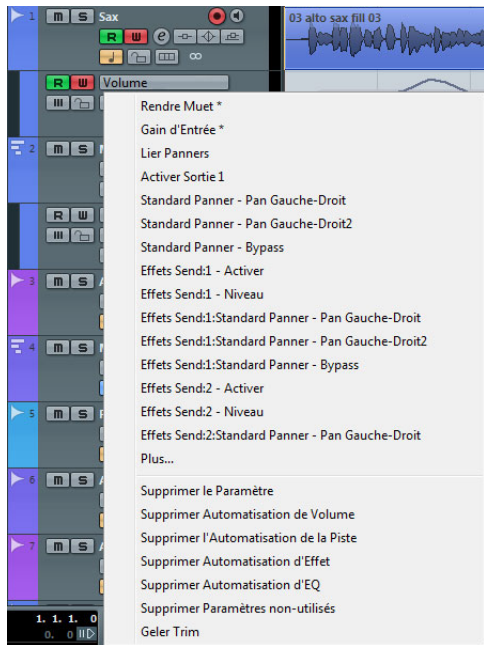 1 m S Sax
03 alto sax fill 03
R W e
R W Volume
Rendre Muet *
Gain d'Entrée *
Lier Panners
Activer Sortie 1
2 m S
Standard Panner - Pan Gauche-Droit
R W
Standard Panner - Pan Gauche-Droit2
Standard Panner - Bypass
Effets Send:1 - Activer
3 m S
Effets Send:1 - Niveau
Effets Send:1:Standard Panner - Pan Gauche-Droit
Effets Send:1:Standard Panner - Pan Gauche-Droit2
4 m S
Effets Send:1:Standard Panner - Bypass
Effets Send:2 - Activer
5 m S
Effets Send:2 - Niveau
Effets Send:2:Standard Panner - Pan Gauche-Droit
Plus...
6 m S
Supprimer le Paramètre
Supprimer Automatisation de Volume
Supprimer l'Automatisation de la Piste
7 m S
Supprimer Automatisation d'Effet
Supprimer Automatisation d'EQ
Supprimer Paramètres non-utilisés
1. 1. 1. 0
Geler Trim
0. 0